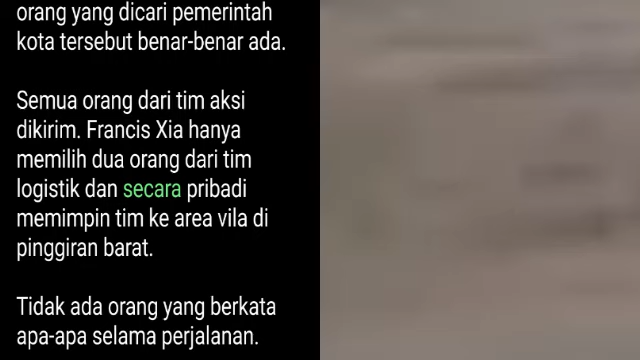 orang yang dicari pemerintah
kota tersebut benar-benar ada.
Semua orang dari tim aksi
dikirim. Francis Xia hanya
memilih dua orang dari tim
logistik dan secara pribadi
memimpin tim ke area vila di
pinggiran barat.
Tidak ada orang yang berkata
apa-apa selama perjalanan.